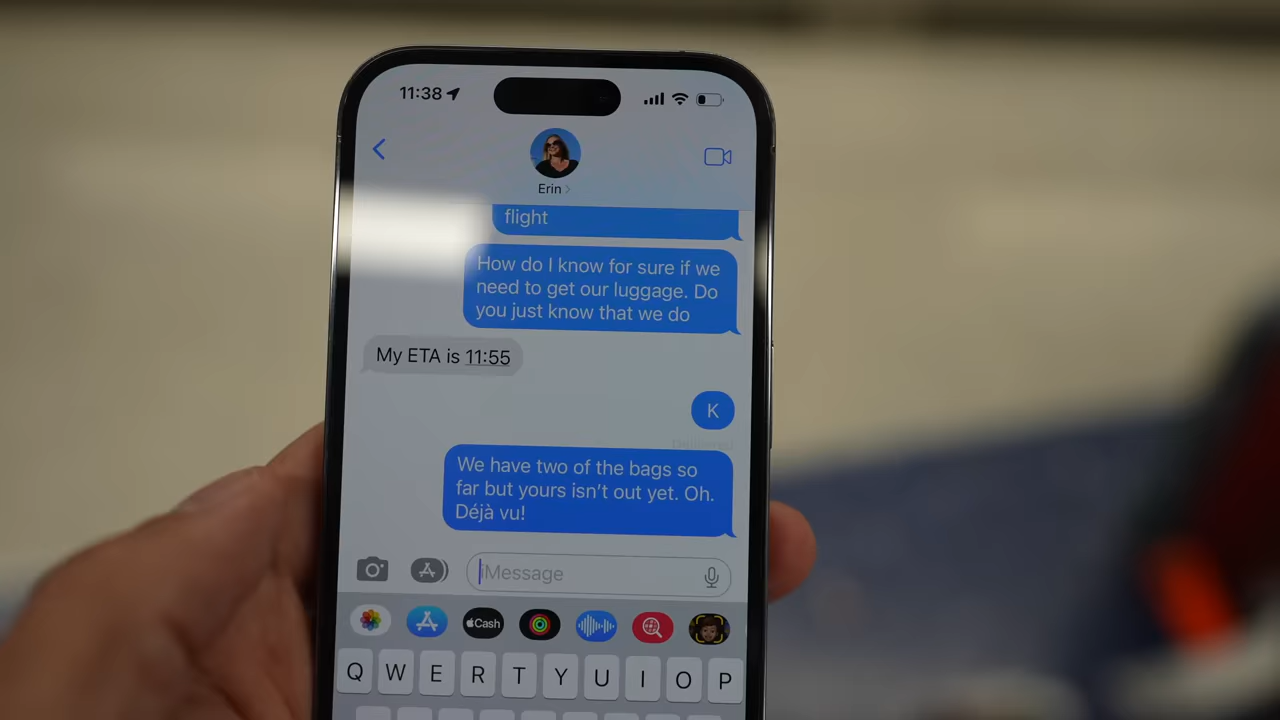 11:38
Erin
flight
How do I know for sure if we
need to get our luggage. Do
you just know that we do
My ETA is 11:55
K
Delivered
We have two of the bags so
far but yours isn't out yet. Oh.
Déjà vu!
iMessage
Cash
Q W E R T Y U I O P